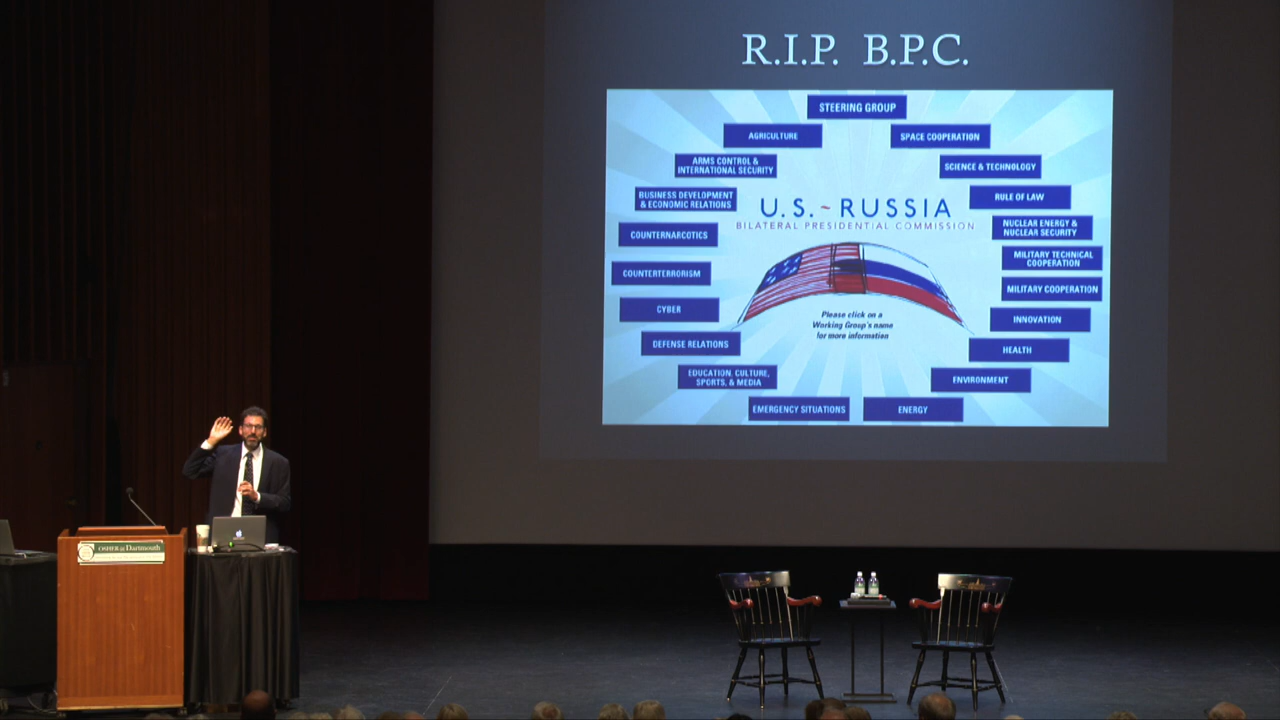 R.I.P. B.P.C.
STEERING GROUP
AGRICULTURE
SPACE COOPERATION
ARMS CONTROL &
INTERNATIONAL SECURITY
SCIENCE & TECHNOLOGY
BUSINESS DEVELOPMENT
& ECONOMIC RELATIONS
RULE OF LAW
U.S. ~ RUSSIA
BILATERAL PRESIDENTIAL COMMISSION
COUNTERNARCOTICS
NUCLEAR ENERGY &
NUCLEAR SECURITY
MILITARY TECHNICAL
COOPERATION
COUNTERTERRORISM
MILITARY COOPERATION
CYBER
INNOVATION
Please click on a
Working Group's name
for more information
DEFENSE RELATIONS
HEALTH
EDUCATION, CULTURE,
SPORTS, & MEDIA
ENVIRONMENT
EMERGENCY SITUATIONS
ENERGY
OSHER at Dartmouth